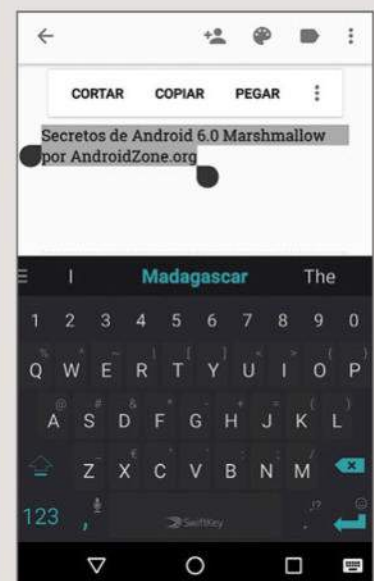 CORTAR COPIAR PEGAR
Secretos de Android 6.0 Marshmallow
por AndroidZone.org
I Madagascar The
1 2 3 4 5 6 7 8 9 0
Q W E R T Y U I O P
A S D F G H J K L
Z X C V B N M
123 , SwiftKey . ,!?